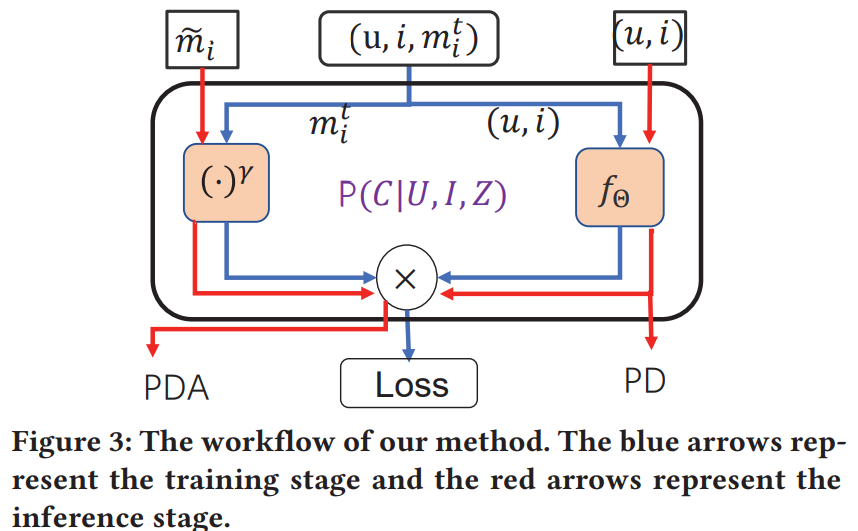 m̃ᵢ
(u, i, mᵢᵗ)
(u, i)
mᵢᵗ
(u, i)
(·)ᵞ
P(C|U, I, Z)
f_Θ
×
PDA
Loss
PD
Figure 3: The workflow of our method. The blue arrows rep-
resent the training stage and the red arrows represent the
inference stage.